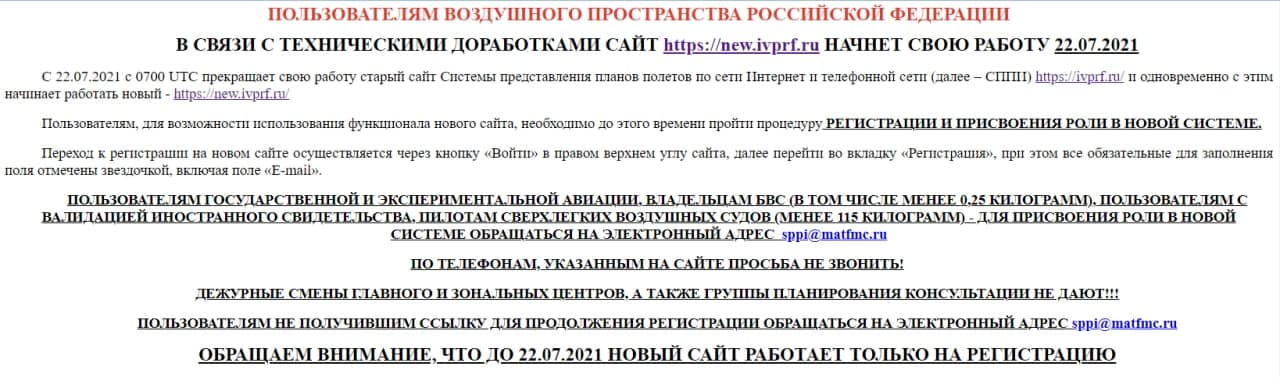 ПОЛЬЗОВАТЕЛЯМ ВОЗДУШНОГО ПРОСТРАНСТВА РОССИЙСКОЙ ФЕДЕРАЦИИ
В СВЯЗИ С ТЕХНИЧЕСКИМИ ДОРАБОТКАМИ САЙТ https://new.ivprf.ru НАЧНЕТ СВОЮ РАБОТУ 22.07.2021
С 22.07.2021 с 0700 UTC прекращает свою работу старый сайт Системы представления планов полетов по сети Интернет и телефонной сети (далее – СППИ) https://ivprf.ru/ и одновременно с этим
начинает работать новый - https://new.ivprf.ru/
Пользователям, для возможности использования функционала нового сайта, необходимо до этого времени пройти процедуру РЕГИСТРАЦИИ И ПРИСВОЕНИЯ РОЛИ В НОВОЙ СИСТЕМЕ.
Переход к регистрации на новом сайте осуществляется через кнопку «Войти» в правом верхнем углу сайта, далее перейти во вкладку «Регистрация», при этом все обязательные для заполнения
поля отмечены звездочкой, включая поле «E-mail».
ПОЛЬЗОВАТЕЛЯМ ГОСУДАРСТВЕННОЙ И ЭКСПЕРИМЕНТАЛЬНОЙ АВИАЦИИ, ВЛАДЕЛЬЦАМ БВС (В ТОМ ЧИСЛЕ МЕНЕЕ 0,25 КИЛОГРАММ), ПОЛЬЗОВАТЕЛЯМ С
ВАЛИДАЦИЕЙ ИНОСТРАННОГО СВИДЕТЕЛЬСТВА, ПИЛОТАМ СВЕРХЛЕГКИХ ВОЗДУШНЫХ СУДОВ (МЕНЕЕ 115 КИЛОГРАММ) - ДЛЯ ПРИСВОЕНИЯ РОЛИ В НОВОЙ
СИСТЕМЕ ОБРАЩАТЬСЯ НА ЭЛЕКТРОННЫЙ АДРЕС sppi@matfmc.ru
ПО ТЕЛЕФОНАМ, УКАЗАННЫМ НА САЙТЕ ПРОСЬБА НЕ ЗВОНИТЬ!
ДЕЖУРНЫЕ СМЕНЫ ГЛАВНОГО И ЗОНАЛЬНЫХ ЦЕНТРОВ, А ТАКЖЕ ГРУППЫ ПЛАНИРОВАНИЯ КОНСУЛЬТАЦИИ НЕ ДАЮТ!!!
ПОЛЬЗОВАТЕЛЯМ НЕ ПОЛУЧИВШИМ ССЫЛКУ ДЛЯ ПРОДОЛЖЕНИЯ РЕГИСТРАЦИИ ОБРАЩАТЬСЯ НА ЭЛЕКТРОННЫЙ АДРЕС sppi@matfmc.ru
ОБРАЩАЕМ ВНИМАНИЕ, ЧТО ДО 22.07.2021 НОВЫЙ САЙТ РАБОТАЕТ ТОЛЬКО НА РЕГИСТРАЦИЮ